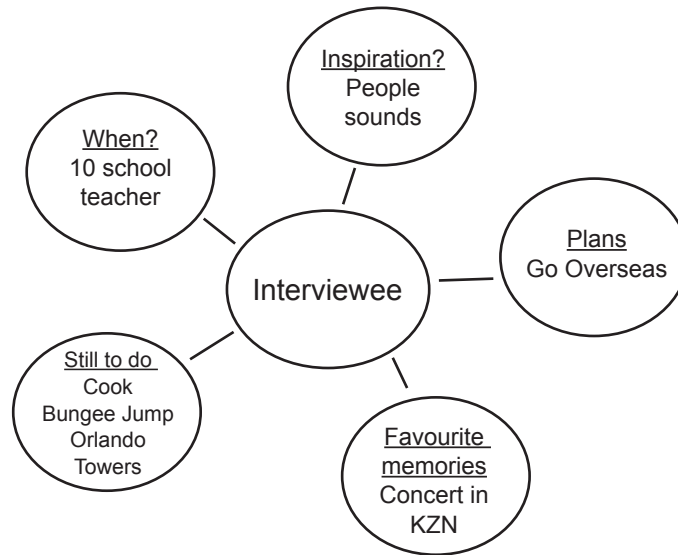 Inspiration?
People
sounds
When?
10 school
teacher
Plans
Go Overseas
Interviewee
Still to do
Cook
Bungee Jump
Orlando
Towers
Favourite
memories
Concert in
KZN